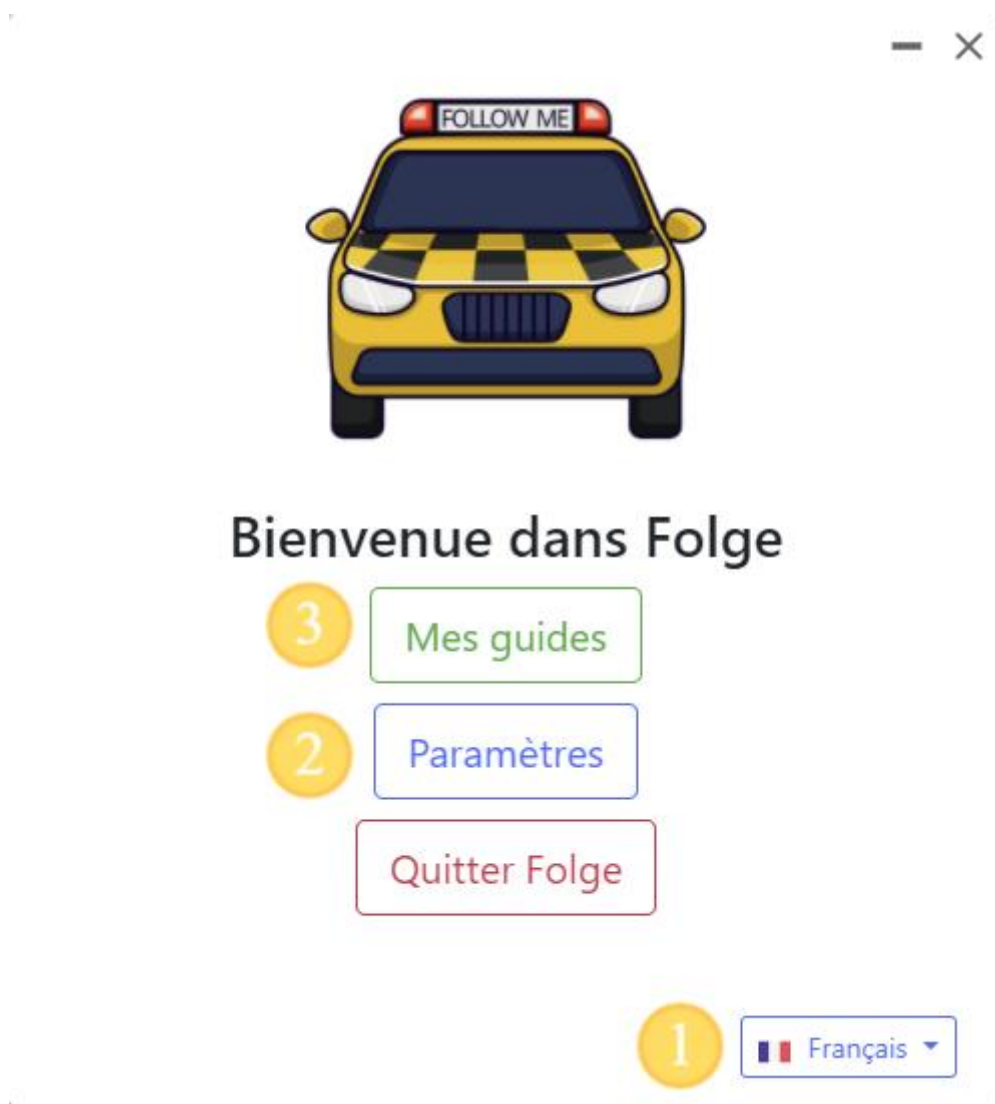 FOLLOW ME
Bienvenue dans Folge
3
Mes guides
2
Paramètres
Quitter Folge
1
Français